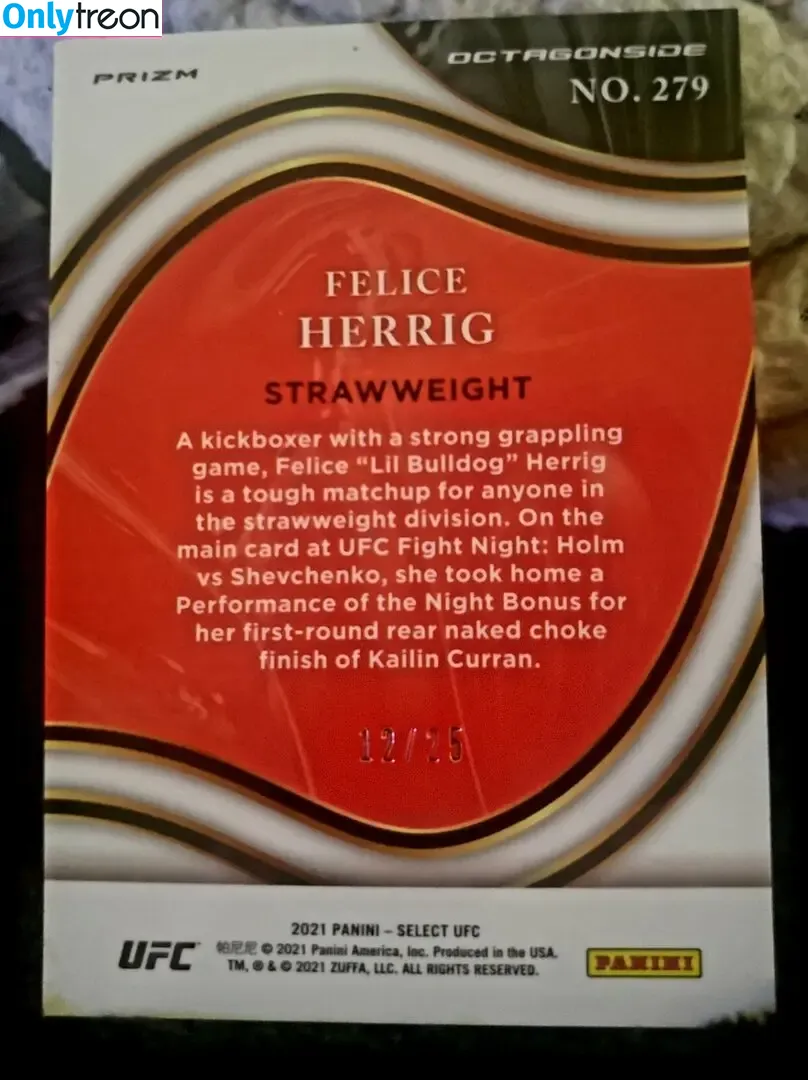 Onlytreon
PRIZM
OCTAGONSIDE
NO. 279
FELICE
HERRIG
STRAWWEIGHT
A kickboxer with a strong grappling
game, Felice “Lil Bulldog” Herrig
is a tough matchup for anyone in
the strawweight division. On the
main card at UFC Fight Night: Holm
vs Shevchenko, she took home a
Performance of the Night Bonus for
her first-round rear naked choke
finish of Kailin Curran.
12/25
2021 PANINI – SELECT UFC
UFC
帕尼尼 © 2021 Panini America, Inc. Produced in the USA.
TM, ® & © 2021 ZUFFA, LLC. ALL RIGHTS RESERVED.
PANINI